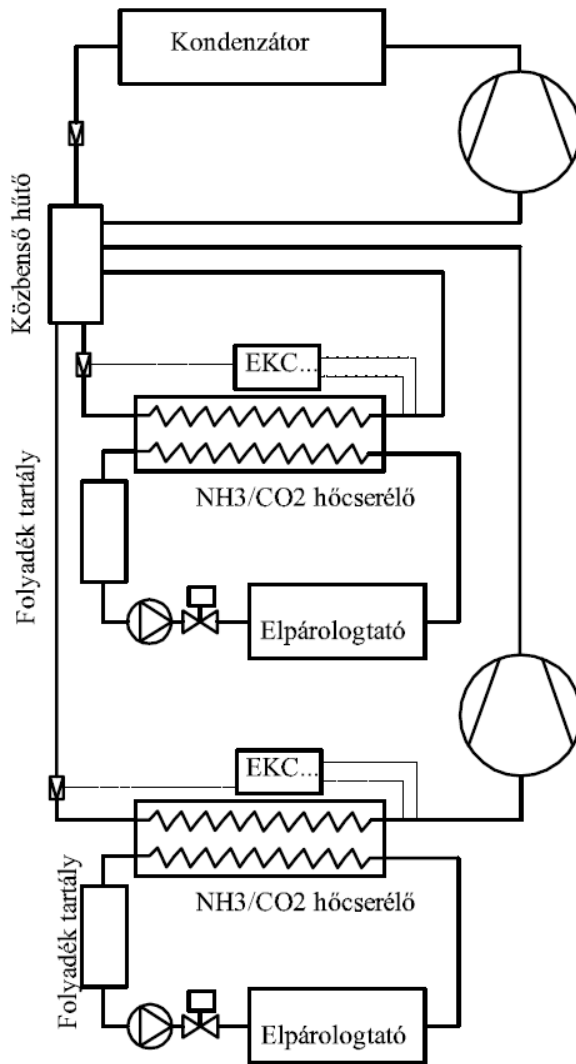 Kondenzátor
Közbenső hűtő
EKC...
NH3/CO2 hőcserélő
Folyadék tartály
Elpárologtató
EKC...
NH3/CO2 hőcserélő
Folyadék tartály
Elpárologtató